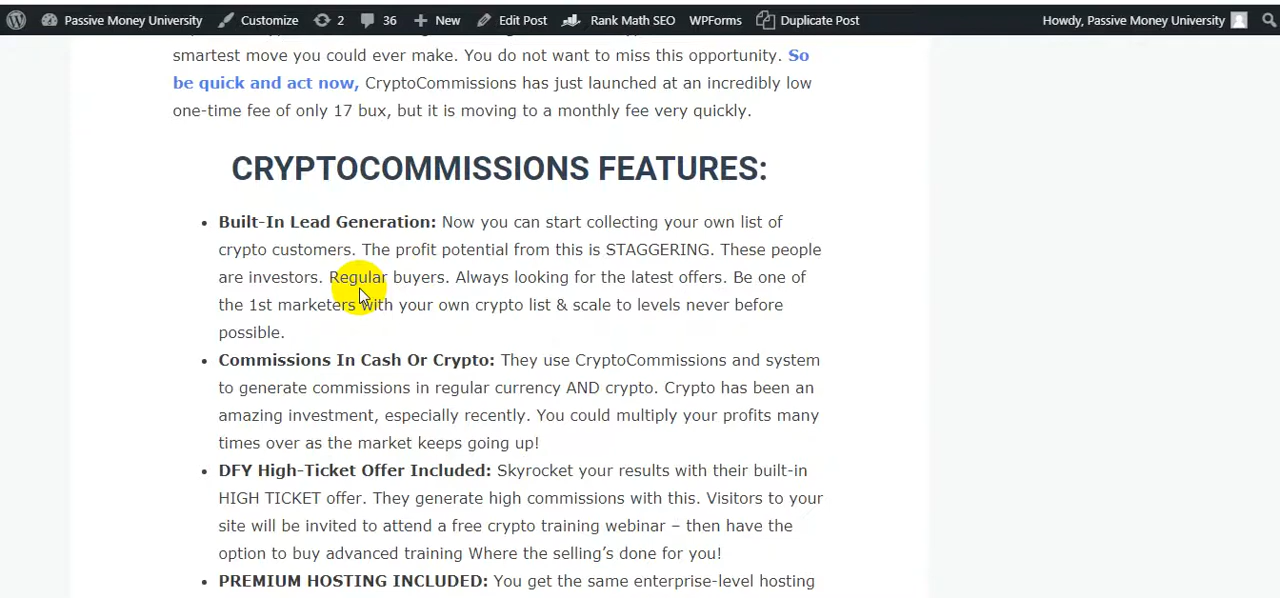 Passive Money University Customize 2 36 New Edit Post Rank Math SEO WPForms Duplicate Post Howdy, Passive Money University
smartest move you could ever make. You do not want to miss this opportunity. So
be quick and act now, CryptoCommissions has just launched at an incredibly low
one-time fee of only 17 bux, but it is moving to a monthly fee very quickly.
CRYPTOCOMMISSIONS FEATURES:
• Built-In Lead Generation: Now you can start collecting your own list of
crypto customers. The profit potential from this is STAGGERING. These people
are investors. Regular buyers. Always looking for the latest offers. Be one of
the 1st marketers with your own crypto list & scale to levels never before
possible.
• Commissions In Cash Or Crypto: They use CryptoCommissions and system
to generate commissions in regular currency AND crypto. Crypto has been an
amazing investment, especially recently. You could multiply your profits many
times over as the market keeps going up!
• DFY High-Ticket Offer Included: Skyrocket your results with their built-in
HIGH TICKET offer. They generate high commissions with this. Visitors to your
site will be invited to attend a free crypto training webinar – then have the
option to buy advanced training Where the selling’s done for you!
• PREMIUM HOSTING INCLUDED: You get the same enterprise-level hosting